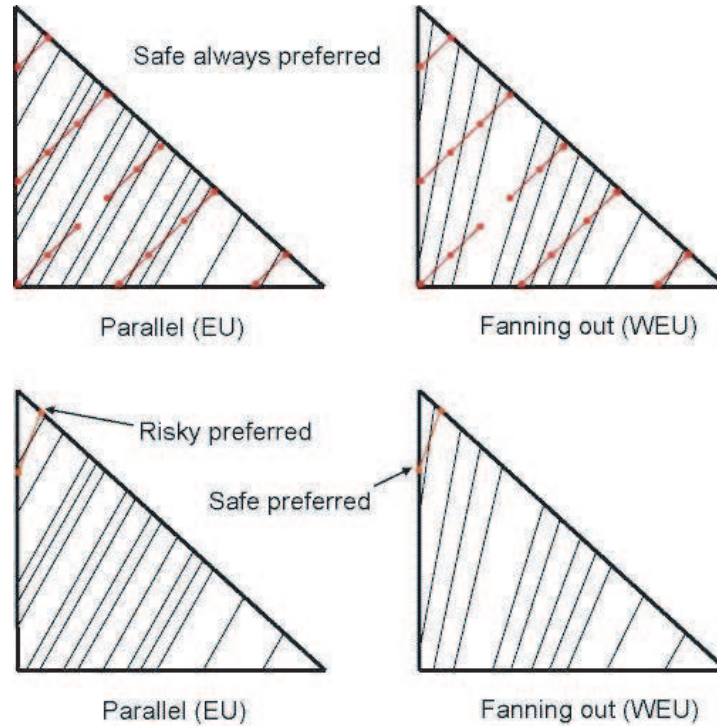 Safe always preferred
Parallel (EU)
Fanning out (WEU)
Risky preferred
Safe preferred
Parallel (EU)
Fanning out (WEU)